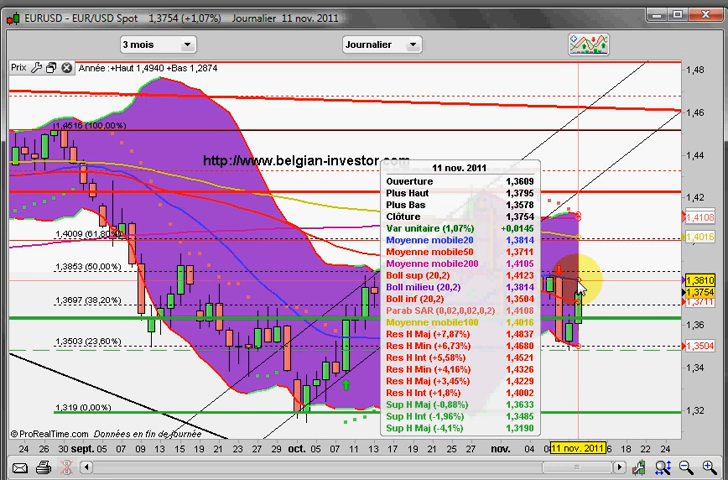 EURUSD - EUR/USD Spot 1,3754 (+1,07%) Journalier 11 nov. 2011
3 mois
Journalier
Prix Année : +Haut 1,4940 +Bas 1,2874
1,4516 (100,00%)
http://www.belgian-investor.com
1,4009 (61,80%)
1,3853 (50,00%)
1,3697 (38,20%)
1,3503 (23,60%)
1,319 (0,00%)
11 nov. 2011
Ouverture 1,3609
Plus Haut 1,3795
Plus Bas 1,3578
Clôture 1,3754
Var unitaire (1,07%) +0,0145
Moyenne mobile20 1,3814
Moyenne mobile50 1,3711
Moyenne mobile200 1,4105
Boll sup (20,2) 1,4123
Boll milieu (20,2) 1,3814
Boll inf (20,2) 1,3504
Parab SAR (0,02,0,02,0,2) 1,4108
Moyenne mobile100 1,4016
Res H Maj (+7,87%) 1,4837
Res H Min (+6,73%) 1,4680
Res H Int (+5,58%) 1,4521
Res H Min (+4,16%) 1,4326
Res H Maj (+3,45%) 1,4229
Res H Int (+1,8%) 1,4002
Sup H Maj (-0,88%) 1,3633
Sup H Int (-1,96%) 1,3485
Sup H Maj (-4,1%) 1,3190
1,48
1,46
1,44
1,42
1,4108
1,4016
1,3810
1,3754
1,3711
1,36
1,3504
1,34
1,32
© ProRealTime.com Données en fin de journée
24 26 sept. 05 07 09 13 15 19 21 23 27 29 oct. 05 07 11 13 17 19 21 25 27 nov. 04 08 11 nov. 2011 16 18 22 24